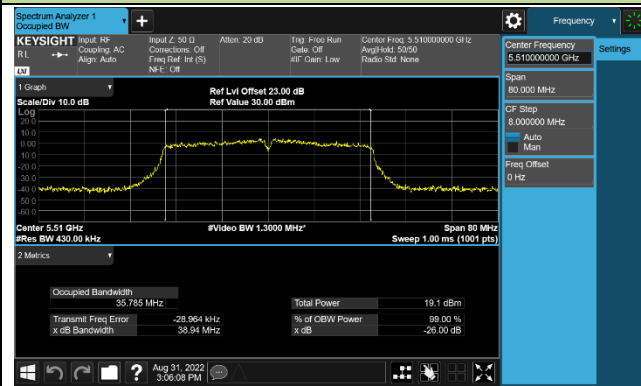 Spectrum Analyzer 1
Occupied BW
Frequency
KEYSIGHT
RL
Input: RF
Coupling: AC
Align: Auto
Input Z: 50 Ω
Corrections: Off
Freq Ref: Int (S)
NFE: Off
Atten: 20 dB
Trig: Free Run
Gate: Off
#IF Gain: Low
Center Freq: 5.510000000 GHz
Avg|Hold: 50/50
Radio Std: None
LXI
Center Frequency
5.510000000 GHz
Settings
Span
80.000 MHz
CF Step
8.000000 MHz
Auto
Man
Freq Offset
0 Hz
1 Graph
Scale/Div 10.0 dB
Ref Lvl Offset 23.00 dB
Ref Value 30.00 dBm
Log
20.0
10.0
0.00
-10.0
-20.0
-30.0
-40.0
-50.0
-60.0
Center 5.51 GHz
#Res BW 430.00 kHz
#Video BW 1.3000 MHz*
Span 80 MHz
Sweep 1.00 ms (1001 pts)
2 Metrics
Occupied Bandwidth
35.785 MHz
Total Power
19.1 dBm
Transmit Freq Error
-28.964 kHz
% of OBW Power
99.00 %
x dB Bandwidth
38.94 MHz
x dB
-26.00 dB
?
Aug 31, 2022
3:06:08 PM